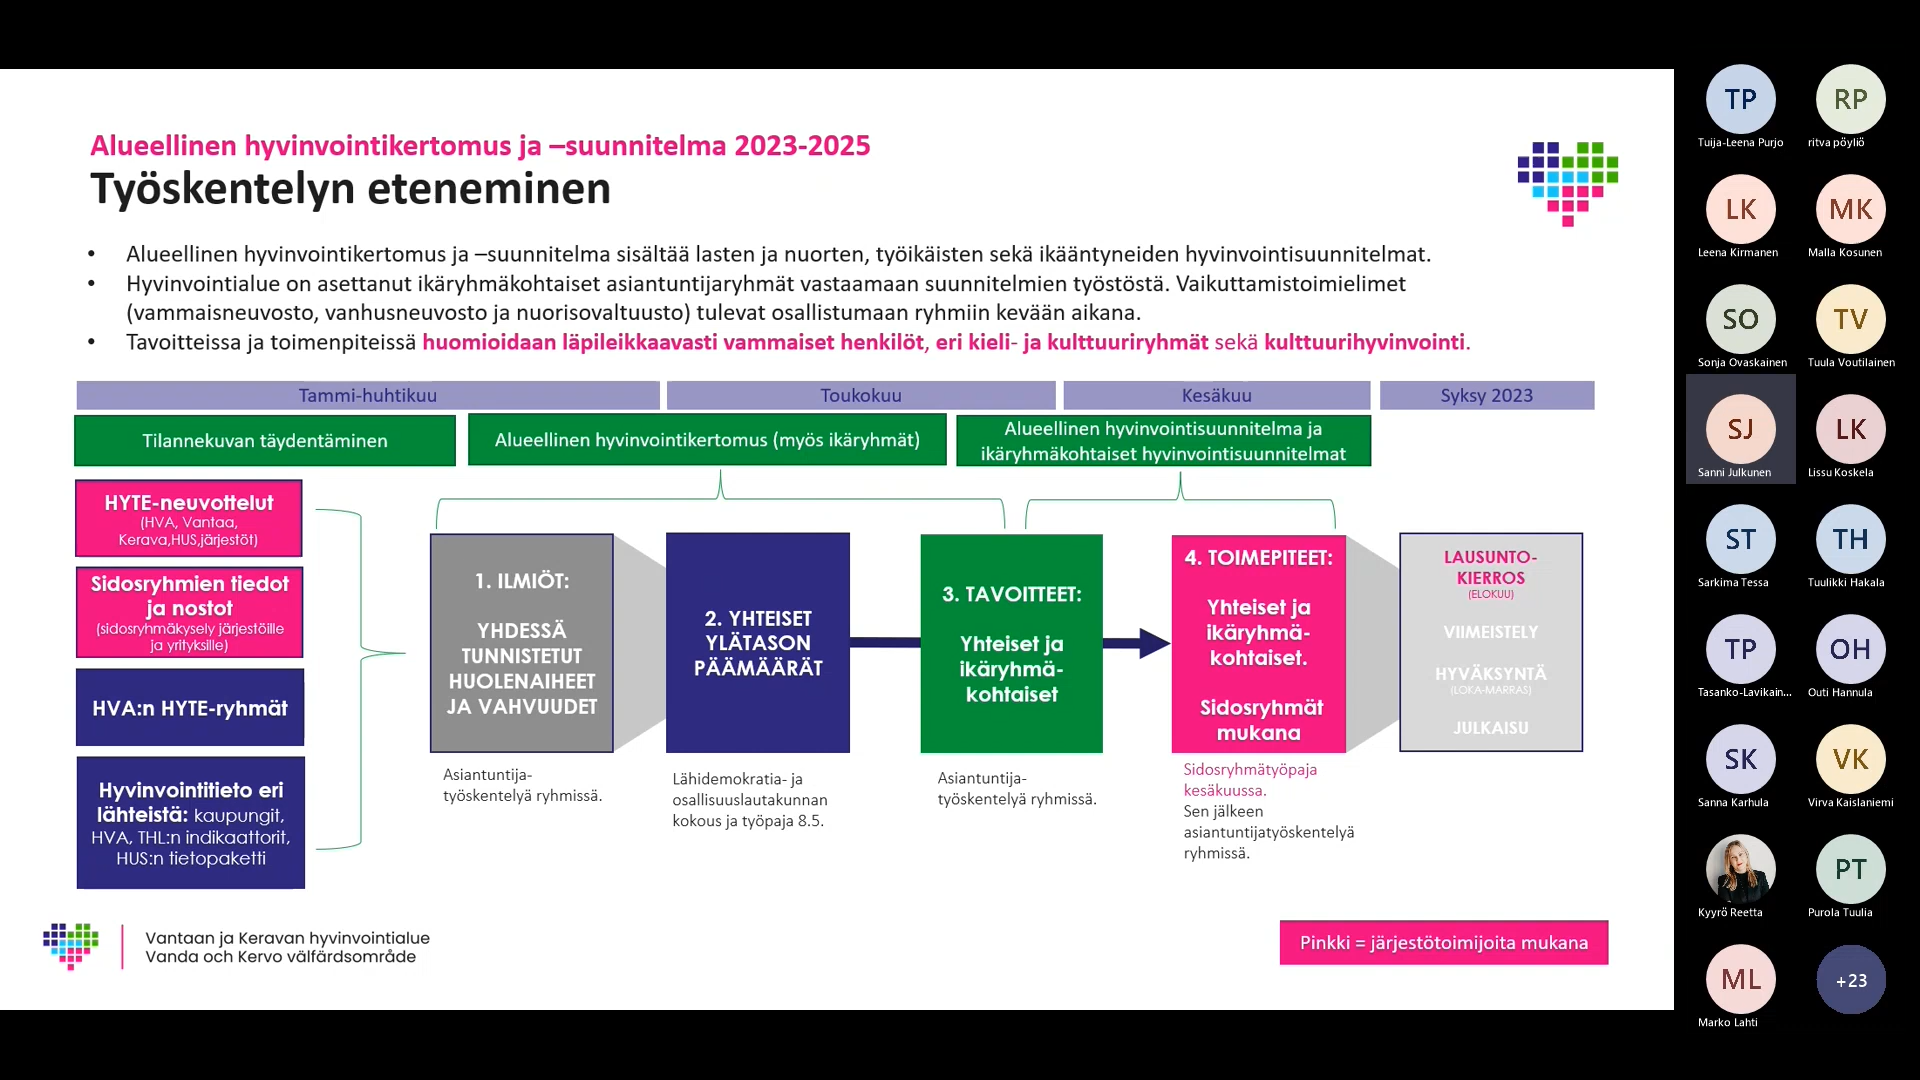 Alueellinen hyvinvointikertomus ja –suunnitelma 2023-2025
Työskentelyn eteneminen
• Alueellinen hyvinvointikertomus ja –suunnitelma sisältää lasten ja nuorten, työikäisten sekä ikääntyneiden hyvinvointisuunnitelmat.
• Hyvinvointialue on asettanut ikäryhmäkohtaiset asiantuntijaryhmät vastaamaan suunnitelmien työstöstä. Vaikuttamistoimielimet
(vammaisneuvosto, vanhusneuvosto ja nuorisovaltuusto) tulevat osallistumaan ryhmiin kevään aikana.
• Tavoitteissa ja toimenpiteissä huomioidaan läpileikkaavasti vammaiset henkilöt, eri kieli- ja kulttuuriryhmät sekä kulttuurihyvinvointi.
Tammi-huhtikuu
Toukokuu
Kesäkuu
Syksy 2023
Tilannekuvan täydentäminen
Alueellinen hyvinvointikertomus (myös ikäryhmät)
Alueellinen hyvinvointisuunnitelma ja
ikäryhmäkohtaiset hyvinvointisuunnitelmat
HYTE-neuvottelut
(HVA, Vantaa,
Kerava,HUS,järjestöt)
Sidosryhmien tiedot
ja nostot
(sidosryhmäkysely järjestöille
ja yrityksille)
HVA:n HYTE-ryhmät
Hyvinvointitieto eri
lähteistä: kaupungit,
HVA, THL:n indikaattorit,
HUS:n tietopaketti
1. ILMIÖT:
YHDESSÄ
TUNNISTETUT
HUOLENAIHEET
JA VAHVUUDET
Asiantuntija-
työskentelyä ryhmissä.
2. YHTEISET
YLÄTASON
PÄÄMÄÄRÄT
Lähidemokratia- ja
osallisuuslautakunnan
kokous ja työpaja 8.5.
3. TAVOITTEET:
Yhteiset ja
ikäryhmä-
kohtaiset
Asiantuntija-
työskentelyä ryhmissä.
4. TOIMEPITEET:
Yhteiset ja
ikäryhmä-
kohtaiset.
Sidosryhmät
mukana
Sidosryhmätyöpaja
kesäkuussa.
Sen jälkeen
asiantuntijatyöskentelyä
ryhmissä.
LAUSUNTO-
KIERROS
(ELOKUU)
VIIMEISTELY
HYVÄKSYNTÄ
(LOKA-MARRAS)
JULKAISU
Vantaan ja Keravan hyvinvointialue
Vanda och Kervo välfärdsområde
Pinkki = järjestötoimijoita mukana
TP
Tuija-Leena Purjo
RP
ritva pöyliö
LK
Leena Kirmanen
MK
Malla Kosunen
SO
Sonja Ovaskainen
TV
Tuula Voutilainen
SJ
Sanni Julkunen
LK
Lissu Koskela
ST
Sarkima Tessa
TH
Tuulikki Hakala
TP
Tasanko-Lavikain...
OH
Outi Hannula
SK
Sanna Karhula
VK
Virva Kaislaniemi
Kyyrö Reetta
PT
Purola Tuulia
ML
Marko Lahti
+23